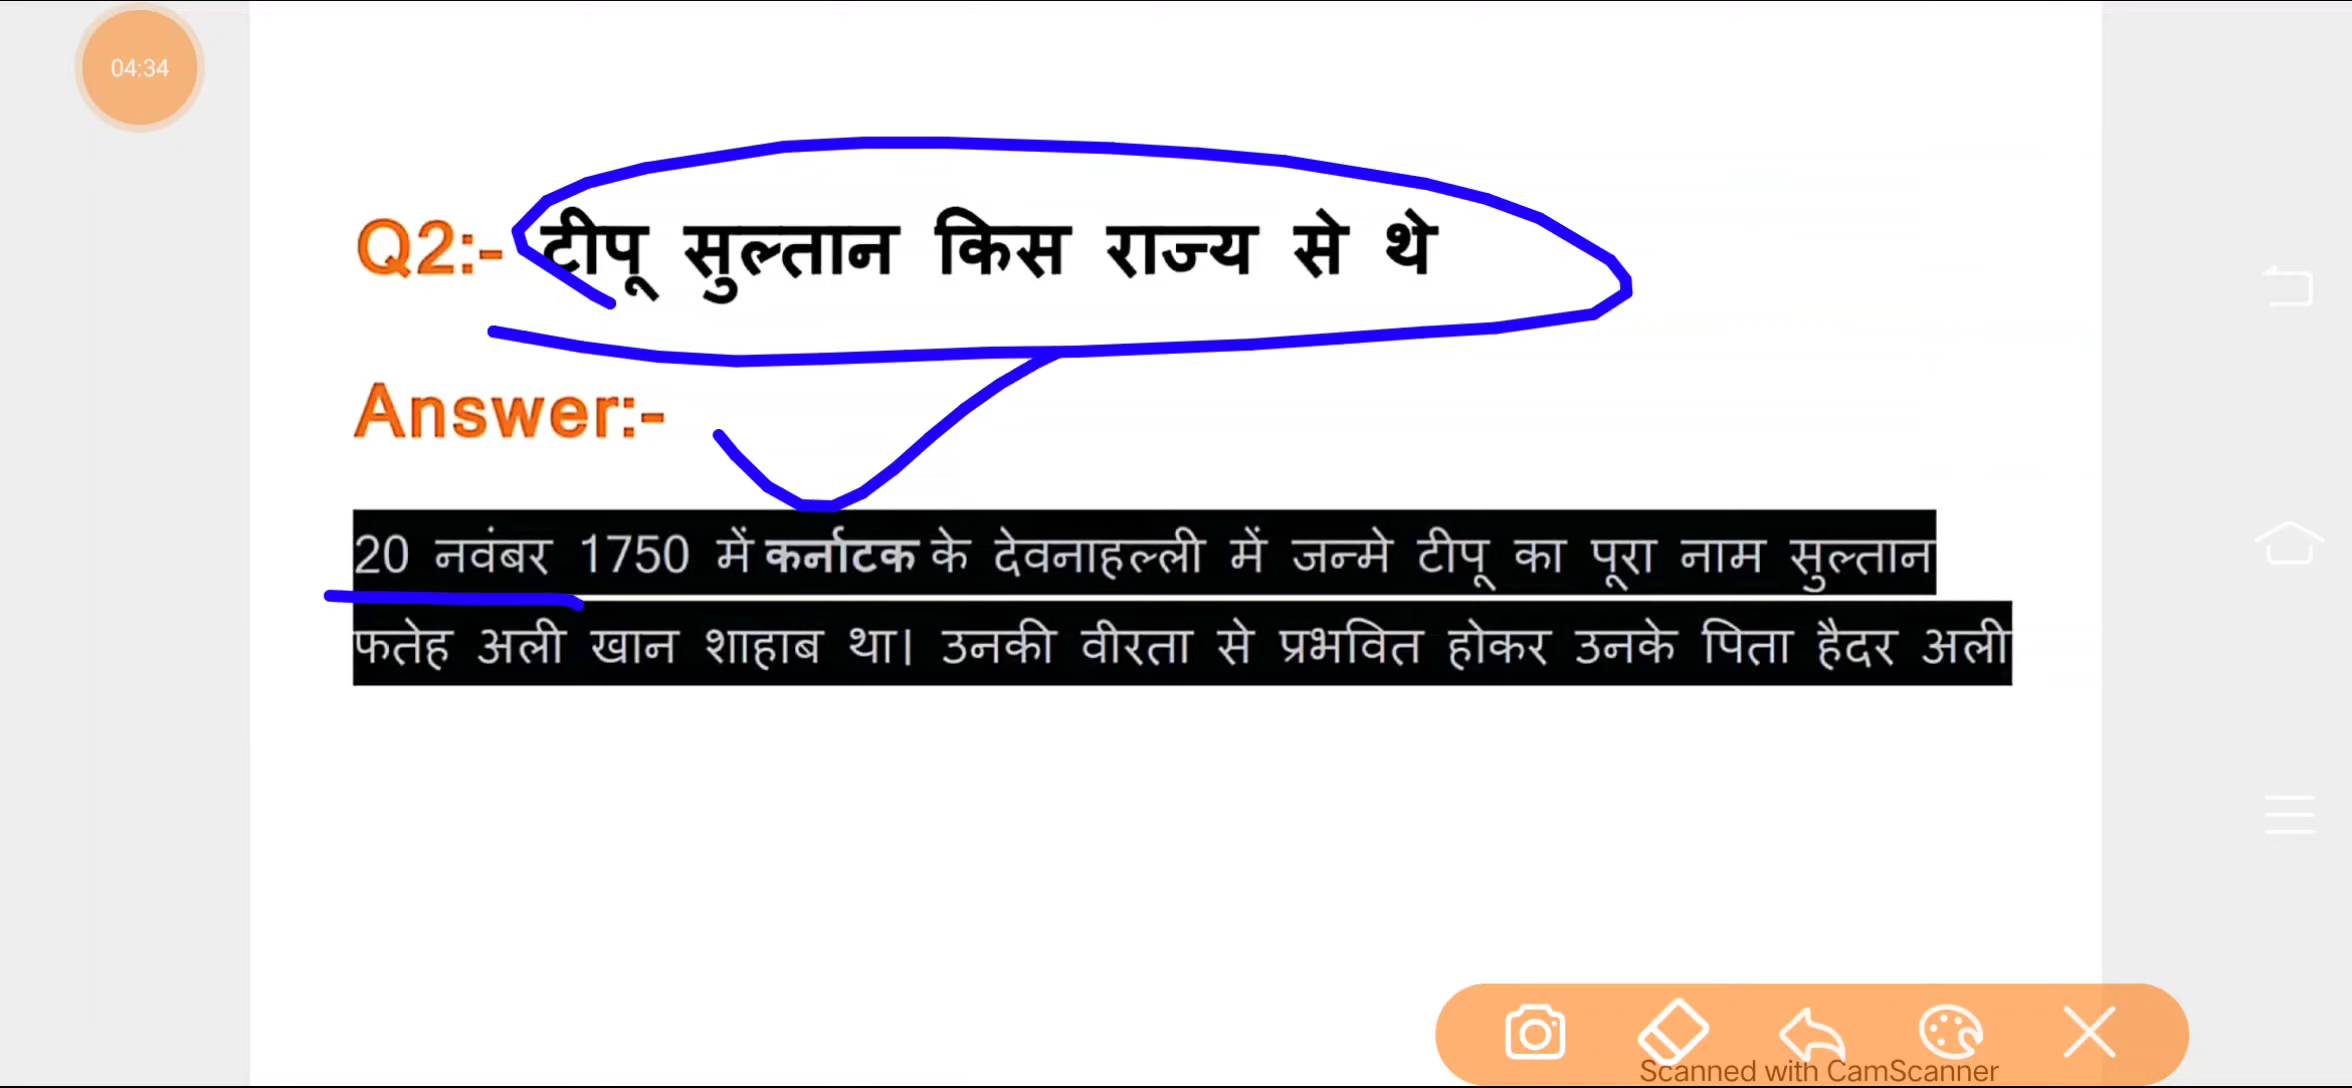 04:34
Q2:- टीपू सुल्तान किस राज्य से थे
Answer:-
20 नवंबर 1750 में कर्नाटक के देवनाहल्ली में जन्मे टीपू का पूरा नाम सुल्तान
फतेह अली खान शाहाब था। उनकी वीरता से प्रभवित होकर उनके पिता हैदर अली
Scanned with CamScanner